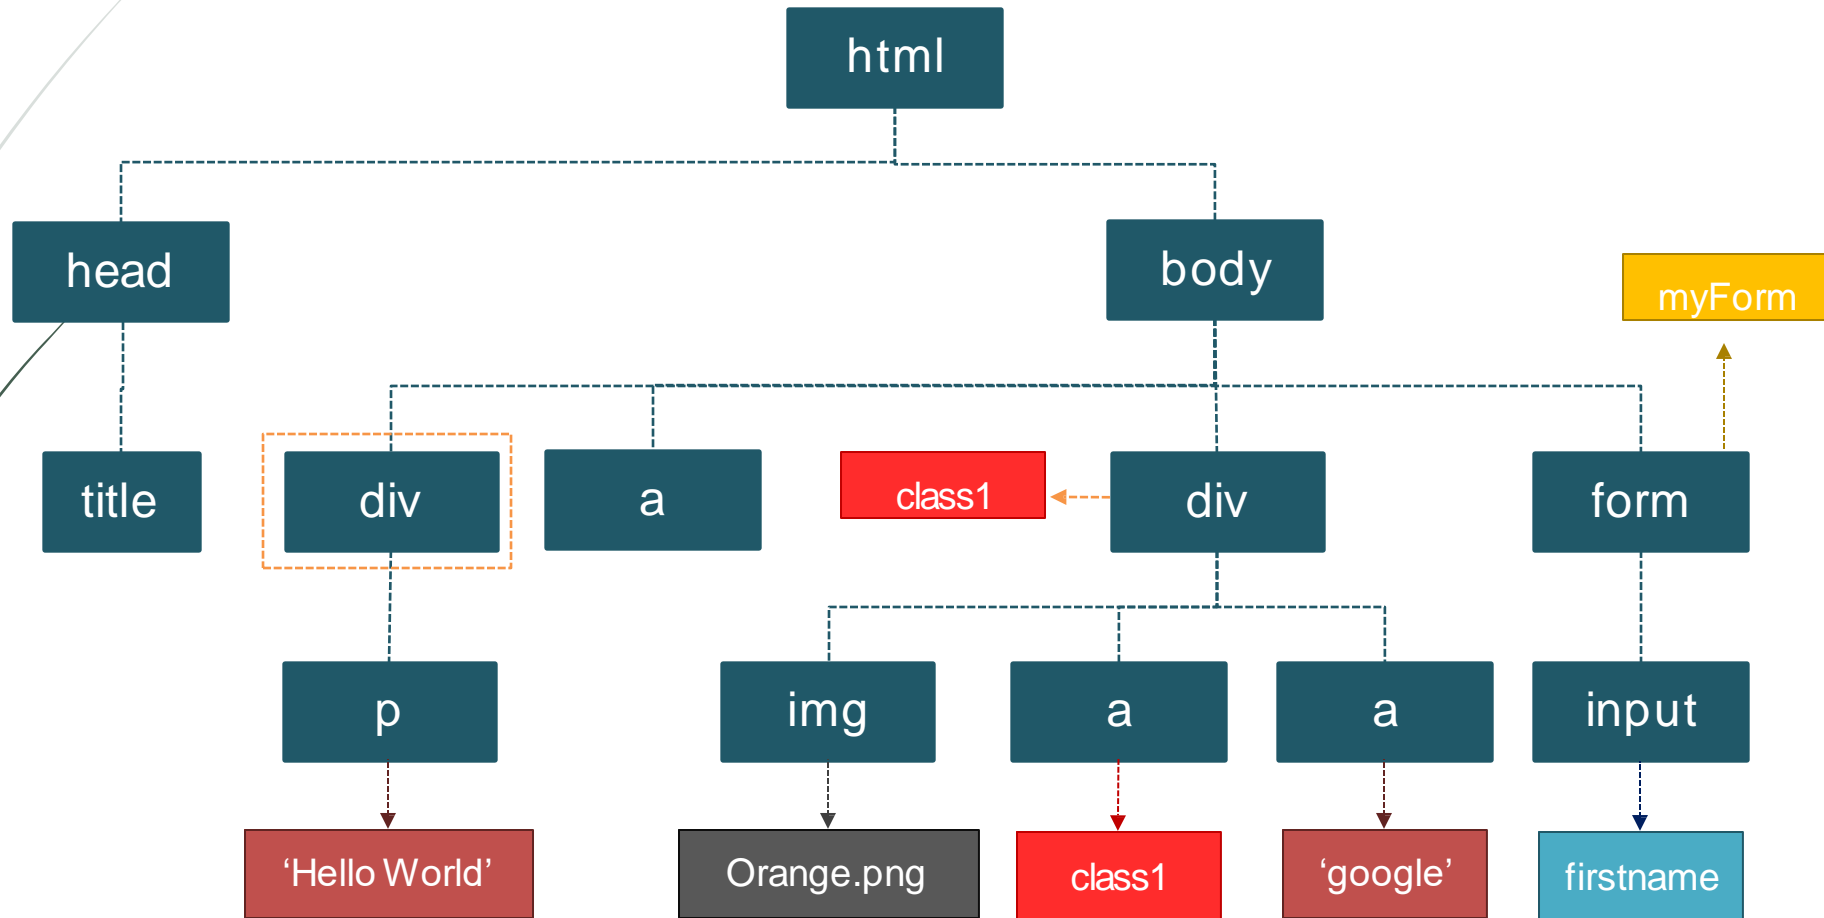 html
head
body
myForm
title
div
a
class1
div
form
p
img
a
a
input
‘Hello World’
Orange.png
class1
‘google’
firstname